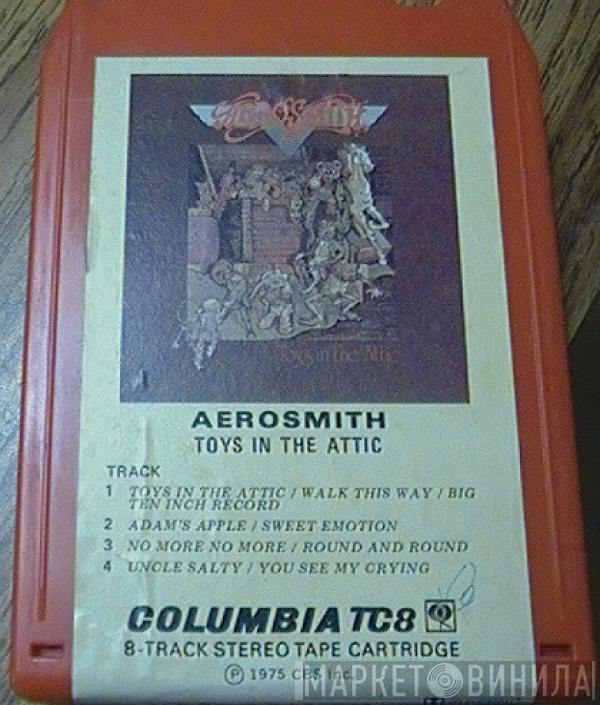 AEROSMITH
Toys in the Attic
AEROSMITH
TOYS IN THE ATTIC
TRACK
1 TOYS IN THE ATTIC / WALK THIS WAY / BIG
TEN INCH RECORD
2 ADAM'S APPLE / SWEET EMOTION
3 NO MORE NO MORE / ROUND AND ROUND
4 UNCLE SALTY / YOU SEE MY CRYING
COLUMBIA TC8
8-TRACK STEREO TAPE CARTRIDGE
Ⓟ 1975 CBS Inc.
МАРКЕТ ВИНИЛА